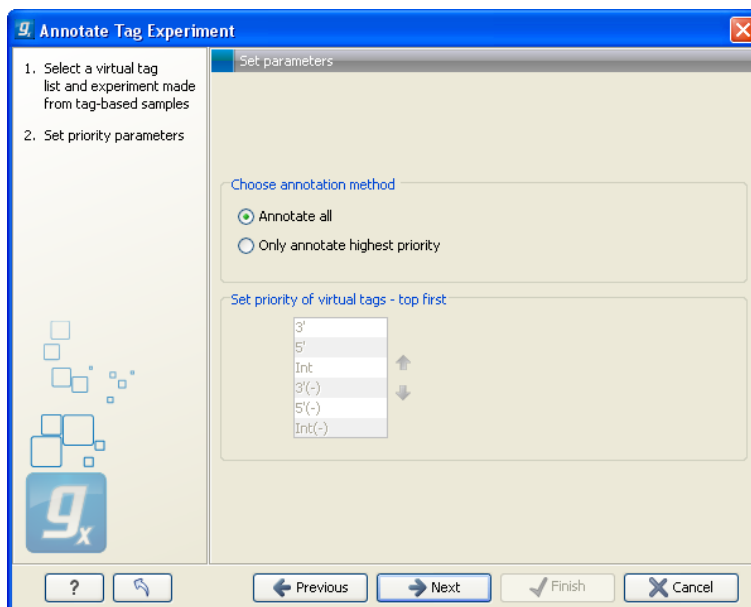 Annotate Tag Experiment
1. Select a virtual tag
list and experiment made
from tag-based samples
2. Set priority parameters
Set parameters
Choose annotation method
Annotate all
Only annotate highest priority
Set priority of virtual tags - top first
3'
5'
Int
3'(-)
5'(-)
Int(-)
gx
?
Previous
Next
Finish
Cancel